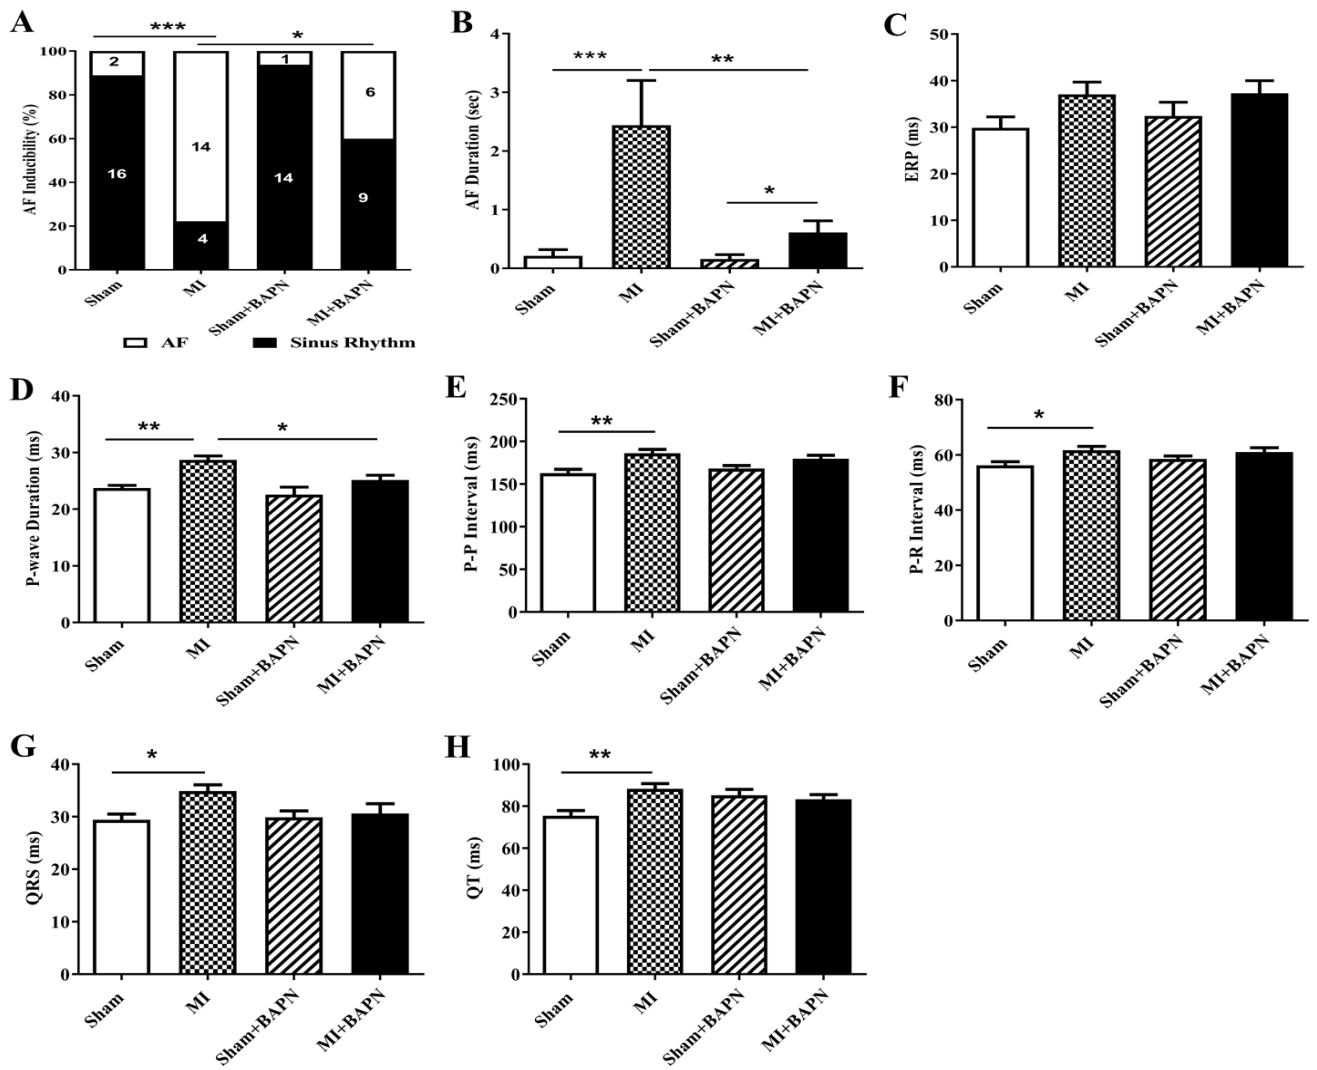 A
***
*
AF Inducibility (%)
100
80
60
40
20
0
2
16
14
4
1
14
6
9
Sham
MI
Sham+BAPN
MI+BAPN
AF
Sinus Rhythm
B
***
**
*
AF Duration (sec)
4
3
2
1
0
Sham
MI
Sham+BAPN
MI+BAPN
C
ERP (ms)
50
40
30
20
10
0
Sham
MI
Sham+BAPN
MI+BAPN
D
**
*
P-wave Duration (ms)
40
30
20
10
0
Sham
MI
Sham+BAPN
MI+BAPN
E
**
P-P Interval (ms)
250
200
150
100
50
0
Sham
MI
Sham+BAPN
MI+BAPN
F
*
P-R Interval (ms)
80
60
40
20
0
Sham
MI
Sham+BAPN
MI+BAPN
G
*
QRS (ms)
40
30
20
10
0
Sham
MI
Sham+BAPN
MI+BAPN
H
**
QT (ms)
100
80
60
40
20
0
Sham
MI
Sham+BAPN
MI+BAPN